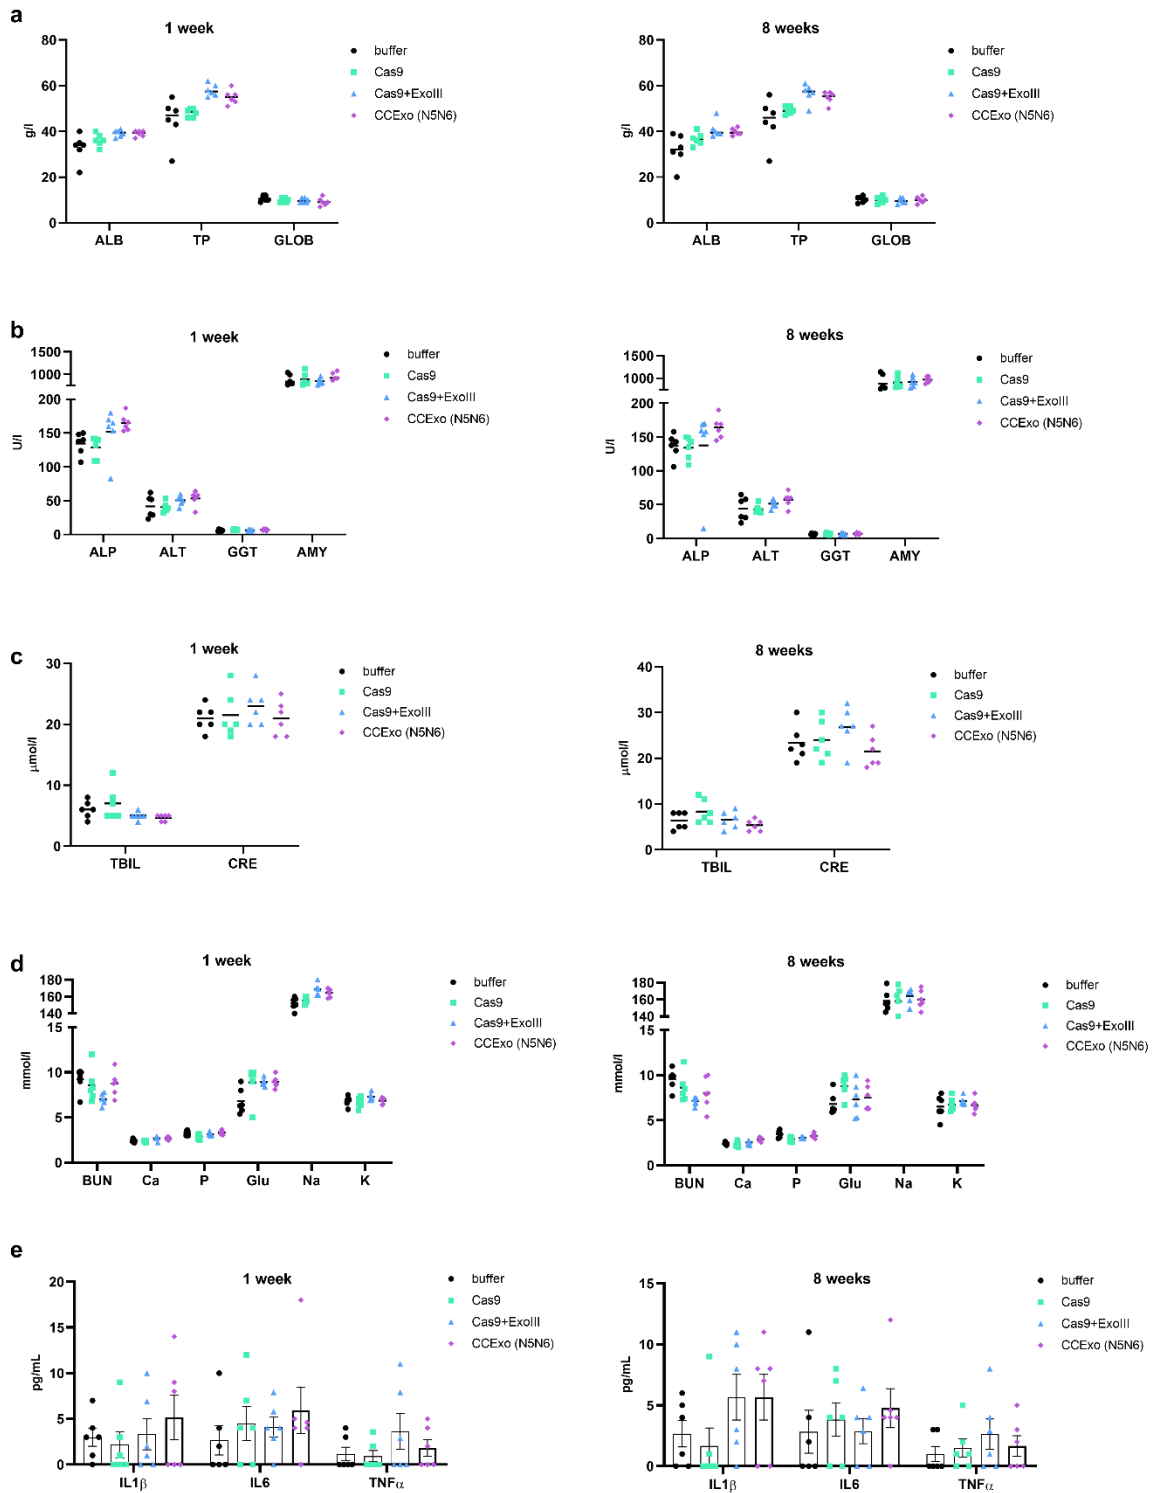 a
1 week
80
60
40
20
0
g/l
ALB TP GLOB
buffer
Cas9
Cas9+ExoIII
CCExo (N5N6)
8 weeks
80
60
40
20
0
g/l
ALB TP GLOB
buffer
Cas9
Cas9+ExoIII
CCExo (N5N6)
b
1 week
1500
1000
200
150
100
50
0
U/l
ALP ALT GGT AMY
buffer
Cas9
Cas9+ExoIII
CCExo (N5N6)
8 weeks
1500
1000
200
150
100
50
0
U/l
ALP ALT GGT AMY
buffer
Cas9
Cas9+ExoIII
CCExo (N5N6)
c
1 week
30
20
10
0
μmol/l
TBIL CRE
buffer
Cas9
Cas9+ExoIII
CCExo (N5N6)
8 weeks
40
30
20
10
0
μmol/l
TBIL CRE
buffer
Cas9
Cas9+ExoIII
CCExo (N5N6)
d
1 week
180
160
140
15
10
5
0
mmol/l
BUN Ca P Glu Na K
buffer
Cas9
Cas9+ExoIII
CCExo (N5N6)
8 weeks
180
160
140
15
10
5
0
mmol/l
BUN Ca P Glu Na K
buffer
Cas9
Cas9+ExoIII
CCExo (N5N6)
e
1 week
20
15
10
5
0
pg/mL
IL1β IL6 TNFα
buffer
Cas9
Cas9+ExoIII
CCExo (N5N6)
8 weeks
15
10
5
0
pg/mL
IL1β IL6 TNFα
buffer
Cas9
Cas9+ExoIII
CCExo (N5N6)